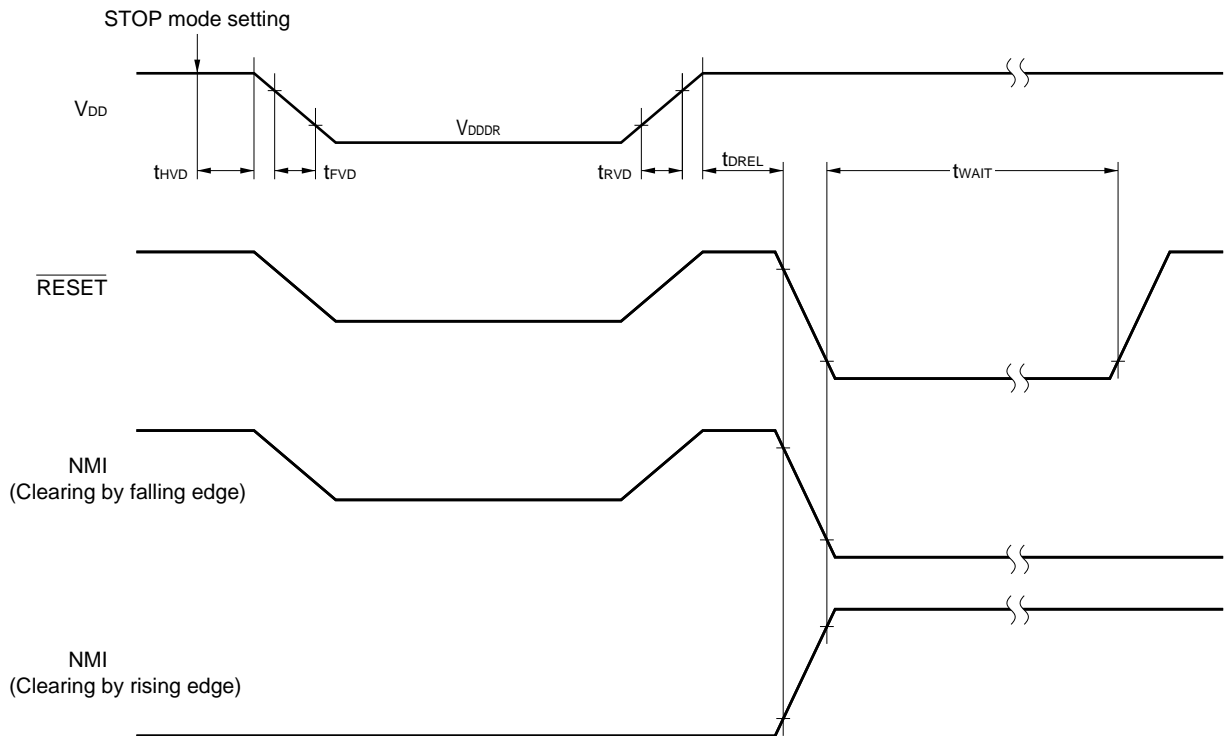 STOP mode setting
VDD
VDDDR
tHVD
tFVD
tRVD
tDREL
tWAIT
RESET
NMI
(Clearing by falling edge)
NMI
(Clearing by rising edge)